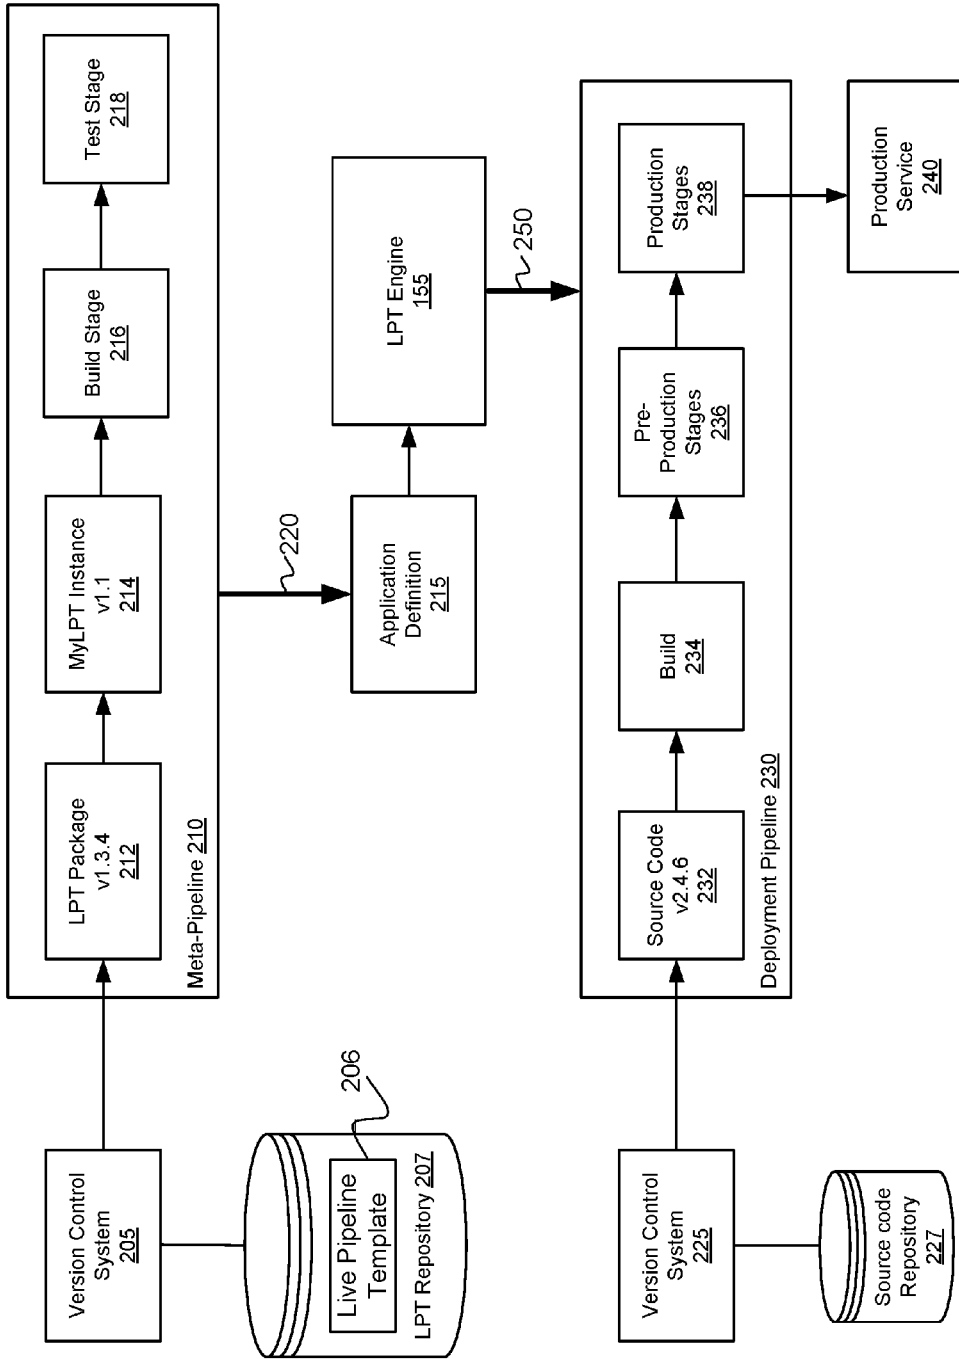 Version Control
System
205
LPT Package
v1.3.4
212
MyLPT Instance
v1.1
214
Build Stage
216
Test Stage
218
Meta-Pipeline 210
Live Pipeline
Template
LPT Repository 207
206
220
Application
Definition
215
LPT Engine
155
250
Version Control
System
225
Source code
Repository
227
Source Code
v2.4.6
232
Build
234
Pre-
Production
Stages
236
Production
Stages
238
Deployment Pipeline 230
Production
Service
240